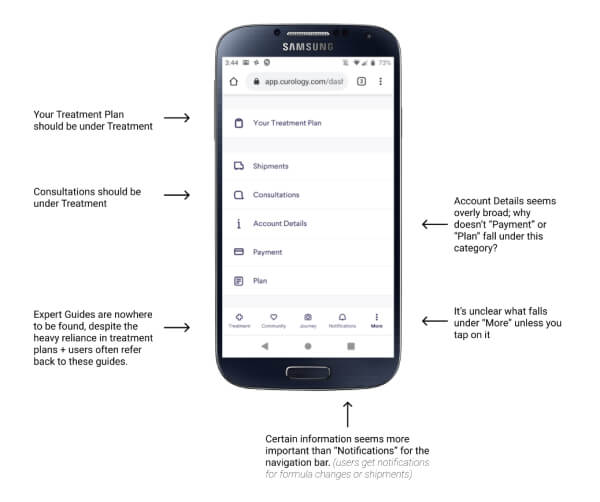 SAMSUNG
3:44
73%
app.curology.com/dasł
3
Your Treatment Plan
Shipments
Consultations
Account Details
Payment
Plan
Treatment
Community
Journey
Notifications
More
Your Treatment Plan
should be under Treatment
Consultations should be
under Treatment
Expert Guides are nowhere
to be found, despite the
heavy reliance in treatment
plans + users often refer
back to these guides.
Account Details seems
overly broad; why
doesn't "Payment" or
"Plan" fall under this
category?
It's unclear what falls
under "More" unless you
tap on it
Certain information seems more
important than "Notifications" for the
navigation bar. (users get notifications
for formula changes or shipments)